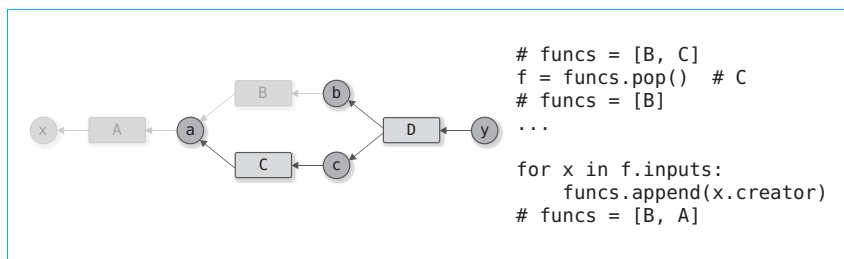 x
A
a
B
b
C
c
D
y
# funcs = [B, C]
f = funcs.pop()  # C
# funcs = [B]
...
for x in f.inputs:
    funcs.append(x.creator)
# funcs = [B, A]